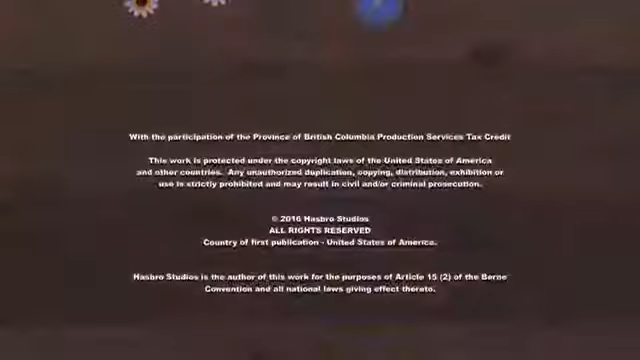 With the participation of the Province of British Columbia Production Services Tax Credit
This work is protected under the copyright laws of the United States of America
and other countries. Any unauthorized duplication, copying, distribution, exhibition or
use is strictly prohibited and may result in civil and/or criminal prosecution.
© 2016 Hasbro Studios
ALL RIGHTS RESERVED
Country of first publication - United States of America.
Hasbro Studios is the author of this work for the purposes of Article 15 (2) of the Berne
Convention and all national laws giving effect thereto.